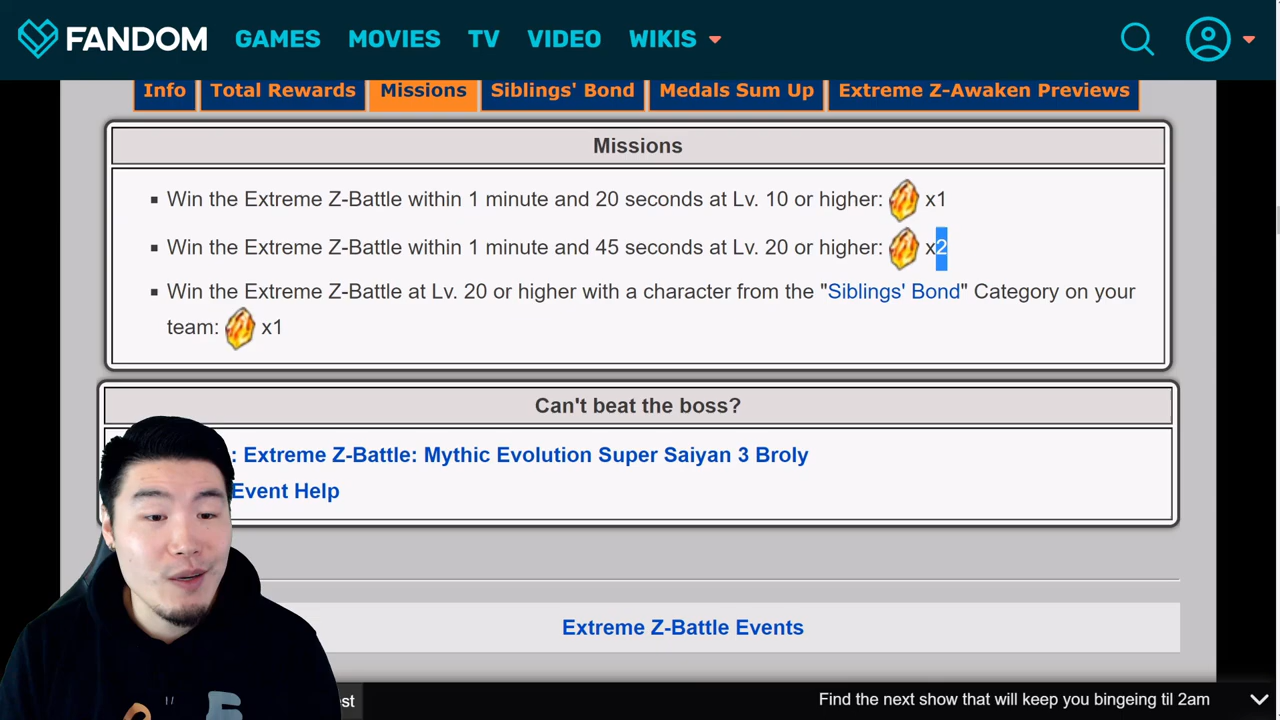 FANDOM GAMES MOVIES TV VIDEO WIKIS
Info Total Rewards Missions Siblings' Bond Medals Sum Up Extreme Z-Awaken Previews
Missions
Win the Extreme Z-Battle within 1 minute and 20 seconds at Lv. 10 or higher: x1
Win the Extreme Z-Battle within 1 minute and 45 seconds at Lv. 20 or higher: x2
Win the Extreme Z-Battle at Lv. 20 or higher with a character from the "Siblings' Bond" Category on your
team: x1
Can't beat the boss?
: Extreme Z-Battle: Mythic Evolution Super Saiyan 3 Broly
Event Help
Extreme Z-Battle Events
Find the next show that will keep you bingeing til 2am